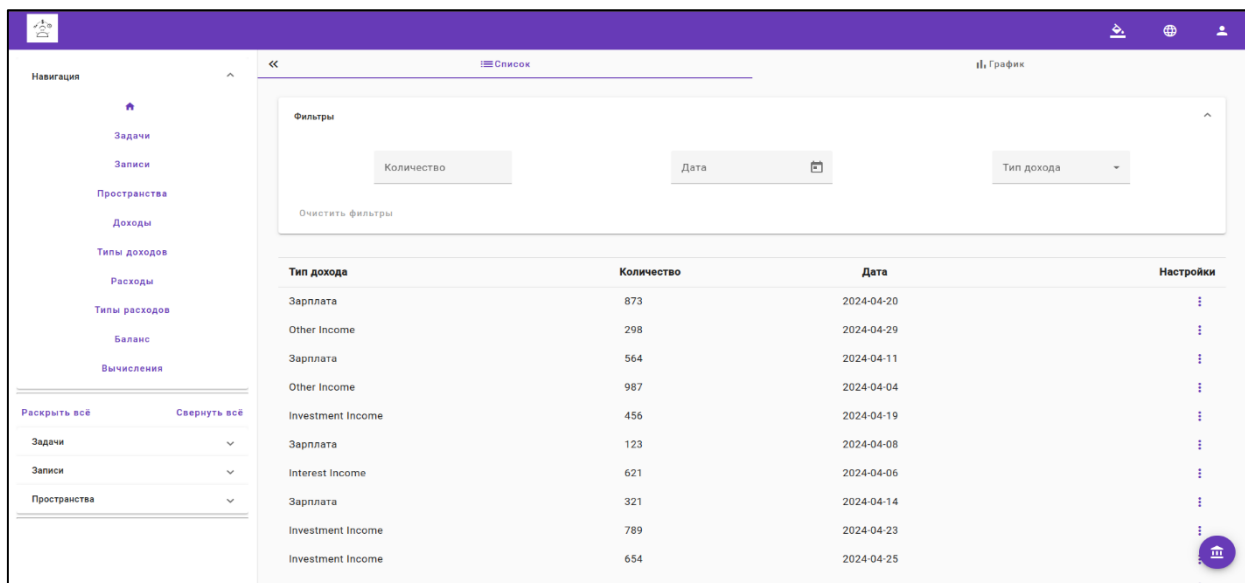 Навигация
Задачи
Записи
Пространства
Доходы
Типы доходов
Расходы
Типы расходов
Баланс
Вычисления
Раскрыть всё Свернуть всё
Задачи
Записи
Пространства
Список График
Фильтры
Количество Дата Тип дохода
Очистить фильтры
Тип дохода Количество Дата Настройки
Зарплата 873 2024-04-20
Other Income 298 2024-04-29
Зарплата 564 2024-04-11
Other Income 987 2024-04-04
Investment Income 456 2024-04-19
Зарплата 123 2024-04-08
Interest Income 621 2024-04-06
Зарплата 321 2024-04-14
Investment Income 789 2024-04-23
Investment Income 654 2024-04-25